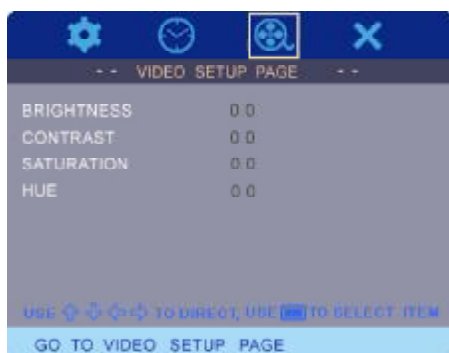 -- VIDEO SETUP PAGE --
BRIGHTNESS 00
CONTRAST 00
SATURATION 00
HUE 00
USE TO DIRECT, USE TO SELECT ITEM
GO TO VIDEO SETUP PAGE